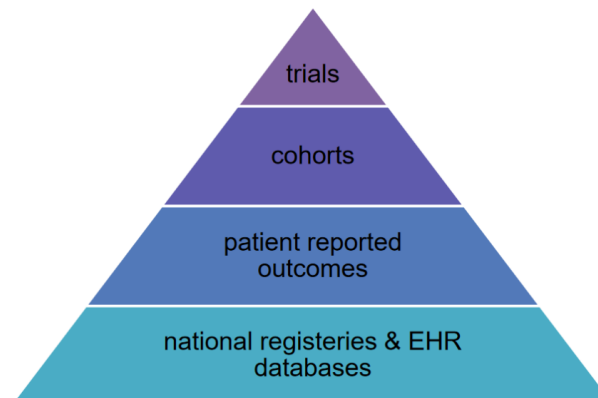 trials
cohorts
patient reported
outcomes
national registeries & EHR
databases